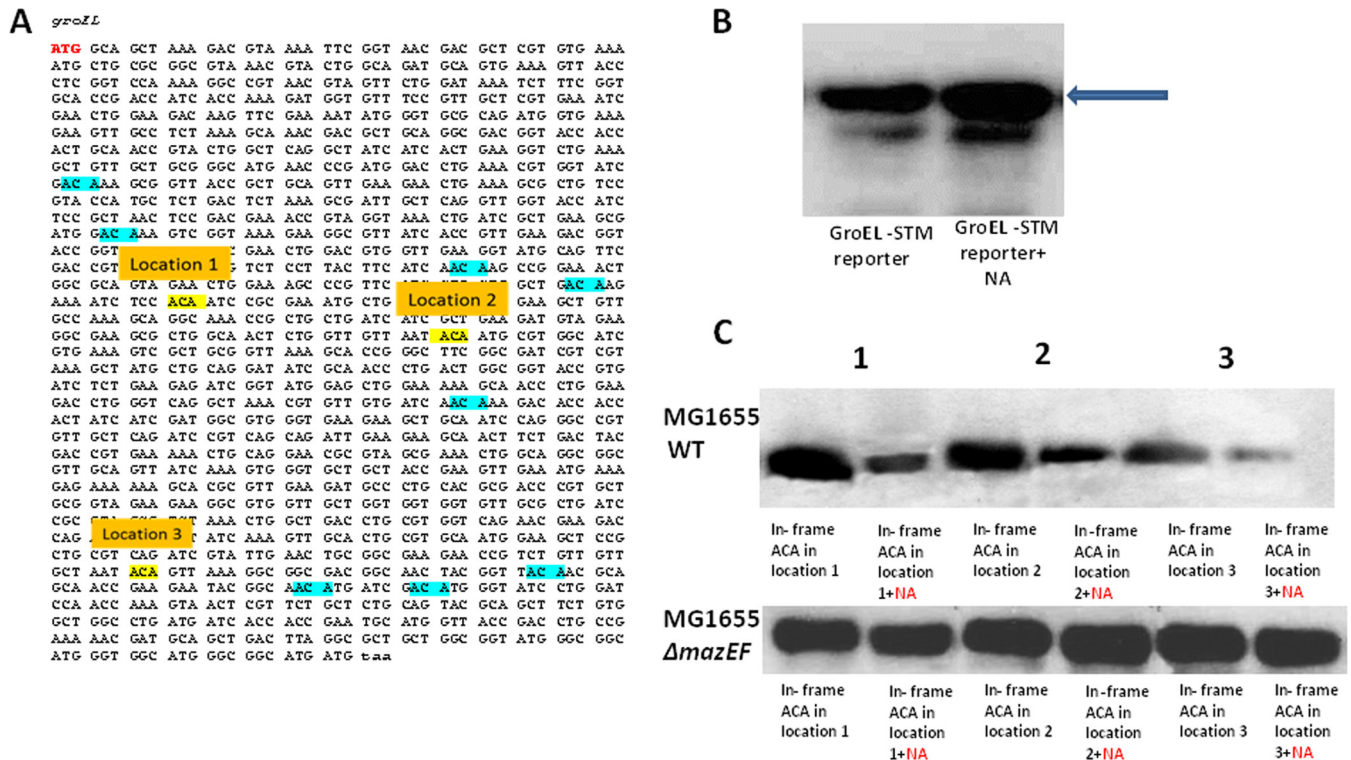 A
groEL
ATG GCA GCT AAA GAC GTA AAA TTC GGT AAC GAC GCT CGT GTG AAA
ATG CTG CGC GGC GTA AAC GTA CTG GCA GAT GCA GTG AAA GTT ACC
CTC GGT CCA AAA GGC CGT AAC GTA GTT CTG GAT AAA TCT TTC GGT
GCA CCG ACC ATC ACC AAA GAT GGT GTT TCC GTT GCT CGT GAA ATC
GAA CTG GAA GAC AAG TTC GAA AAT ATG GGT GCG CAG ATG GTG AAA
GAA GTT GCC TCT AAA GCA AAC GAC GCT GCA GGC GAC GGT ACC ACC
ACT GCA ACC GTA CTG GCT CAG GCT ATC ATC ACT GAA GGT CTG AAA
GCT GTT GCT GCG GGC ATG AAC CCG ATG GAC CTG AAA CGT GGT ATC
GAC AAA GCG GTT ACC GCT GCA GTT GAA GAA CTG AAA GCG CTG TCC
GTA CCA TGC TCT GAC TCT AAA GCG ATT GCT CAG GTT GGT ACC ATC
TCC GCT AAC TCC GAC GAA ACC GTA GGT AAA CTG ATC GCT GAA GCG
ATG GAC AAA GTC GGT AAA GAA GGC GTT ATC ACC GTT GAA GAC GGT
ACC GGT C GAA CTG GAC GTG GTT GAA GGT ATG CAG TTC
GAC CGT Location 1 G TCT CCT TAC TTC ATC AACA AG CCG GAA ACT
GGC GCA GTA GAA CTG GAA AGC CCG TTC CT GACA AG
AAA ATC TCC ACA ATC CGC GAA ATG CTG Location 2 GAA GCT GTT
GCC AAA GCA GGC AAA CCG CTG CTG ATC ATC GCT GAA GAT GTA GAA
GGC GAA GCG CTG GCA ACT CTG GTT GTT AAT ACA ATG CGT GGC ATC
GTG AAA GTC GCT GCG GTT AAA GCA CCG GGC TTC GGC GAT CGT CGT
AAA GCT ATG CTG CAG GAT ATC GCA ACC CTG ACT GGC GGT ACC GTG
ATC TCT GAA GAG ATC GGT ATG GAG CTG GAA AAA GCA ACC CTG GAA
GAC CTG GGT CAG GCT AAA CGT GTT GTG ATC AAC AAA GAC ACC ACC
ACT ATC ATC GAT GGC GTG GGT GAA GAA GCT GCA ATC CAG GGC CGT
GTT GCT CAG ATC CGT CAG CAG ATT GAA GAA GCA ACT TCT GAC TAC
GAC CGT GAA AAA CTG CAG GAA CGC GTA GCG AAA CTG GCA GGC GGC
GTT GCA GTT ATC AAA GTG GGT GCT GCT ACC GAA GTT GAA ATG AAA
GAG AAA AAA GCA CGC GTT GAA GAT GCC CTG CAC GCG ACC CGT GCT
GCG GTA GAA GAA GGC GTG GTT GCT GGT GGT GGT GTT GCG CTG ATC
CGC T AAA CTG GCT GAC CTG CGT GGT CAG AAC GAA GAC
CAG Location 3 ATC AAA GTT GCA CTG CGT GCA ATG GAA GCT CCG
CTG CGT CAG ATC GTA TTG AAC TGC GGC GAA GAA CCG TCT GTT GTT
GCT AAT ACA GTT AAA GGC GGC GAC GGC AAC TAC GGT TAC AAC GCA
GCA ACC GAA GAA TAC GGC AAC ATG ATC GAC ATG GGT ATC CTG GAT
CCA ACC AAA GTA ACT CGT TCT GCT CTG CAG TAC GCA GCT TCT GTG
GCT GGC CTG ATG ATC ACC ACC GAA TGC ATG GTT ACC GAC CTG CCG
AAA AAC GAT GCA GCT GAC TTA GGC GCT GCT GGC GGT ATG GGC GGC
ATG GGT GGC ATG GGC GGC ATG ATG taa
B
GroEL -STM
reporter
GroEL -STM
reporter+
NA
C
1 2 3
MG1655
WT
In- frame
ACA in
location 1
In- frame
ACA in
location
1+NA
In- frame
ACA in
location 2
In- frame
ACA in
location
2+NA
In- frame
ACA in
location 3
In- frame
ACA in
location
3+NA
MG1655
ΔmazEF
In- frame
ACA in
location 1
In- frame
ACA in
location
1+NA
In- frame
ACA in
location 2
In -frame
ACA in
location
2+NA
In- frame
ACA in
location 3
In- frame
ACA in
location
3+NA